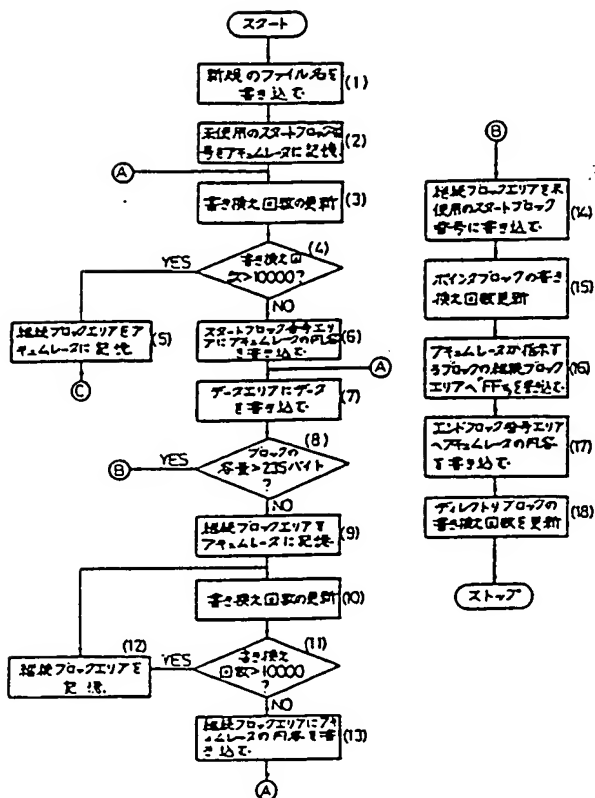 スタート
新規のファイル名を
書き込む
(1)
未使用のスタートブロック番
号をアキュムレータに記憶
(2)
A
書き換え回数の更新
(3)
(4)
書き換え回
数>10000?
YES
NO
継続ブロックエリアをア
キュムレータに記憶
(5)
C
スタートブロック番号エリ
アにアキュムレータの内容
を書き込む
(6)
A
データエリアにデータ
を書き込む
(7)
(8)
ブロックの
容量>235バイト
?
YES
B
NO
継続ブロックエリアを
アキュムレータに記憶
(9)
書き換え回数の更新
(10)
(11)
書き換え
回数>10000
?
YES
(12)
継続ブロックエリアを
記憶
NO
継続ブロックエリアにアキ
ュムレータの内容を書
き込む
(13)
A
B
継続ブロックエリアを未
使用のスタートブロック
番号に書き込む
(14)
ポインタブロックの書き
換え回数更新
(15)
アキュムレータが指示す
るブロックの継続ブロック
エリアへ"FF"を書き込む
(16)
エンドブロック番号エリア
へアキュムレータの内容
を書き込む
(17)
ディレクトリブロックの
書き換え回数を更新
(18)
ストップ